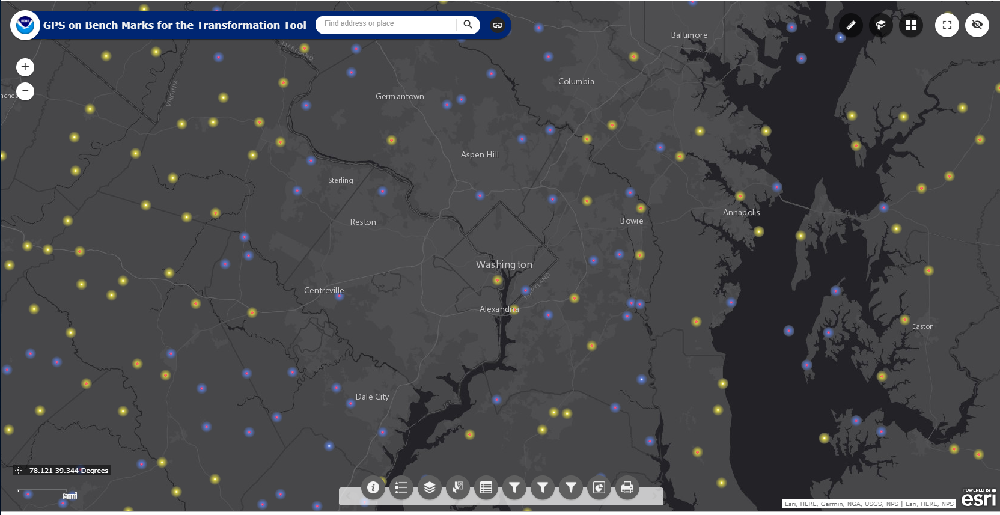 NOAA
GPS on Bench Marks for the Transformation Tool
Find address or place
Baltimore
MARYLAND
Columbia
VIRGINIA
Germantown
nches
Aspen Hill
Sterling
Annapolis
Reston
Bowie
Washington
MARYLAND
Centreville
Alexandria
Easton
Dale City
-78.121 39.344 Degrees
6mi
POWERED BY
esri
Esri, HERE, Garmin, NGA, USGS, NPS | Esri, HERE, NPS